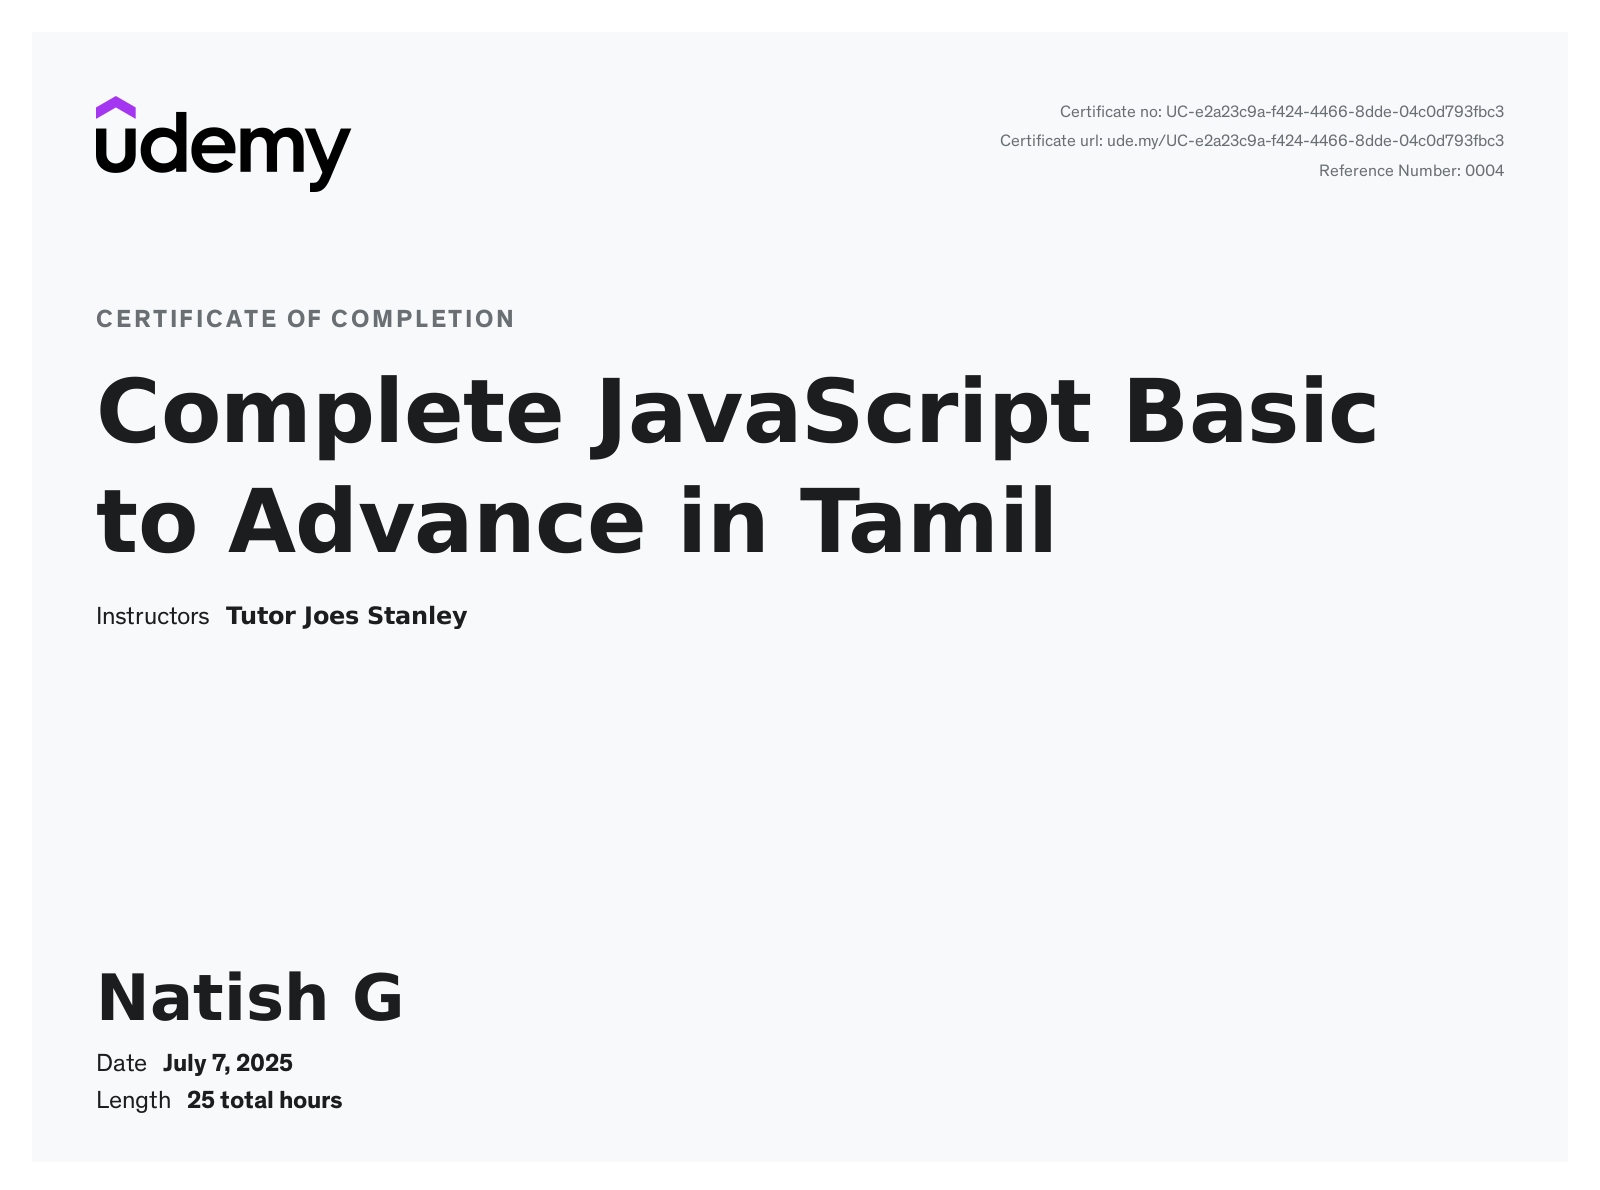 udemy
Certificate no: UC-e2a23c9a-f424-4466-8dde-04c0d793fbc3
Certificate url: ude.my/UC-e2a23c9a-f424-4466-8dde-04c0d793fbc3
Reference Number: 0004
CERTIFICATE OF COMPLETION
Complete JavaScript Basic
to Advance in Tamil
Instructors Tutor Joes Stanley
Natish G
Date July 7, 2025
Length 25 total hours